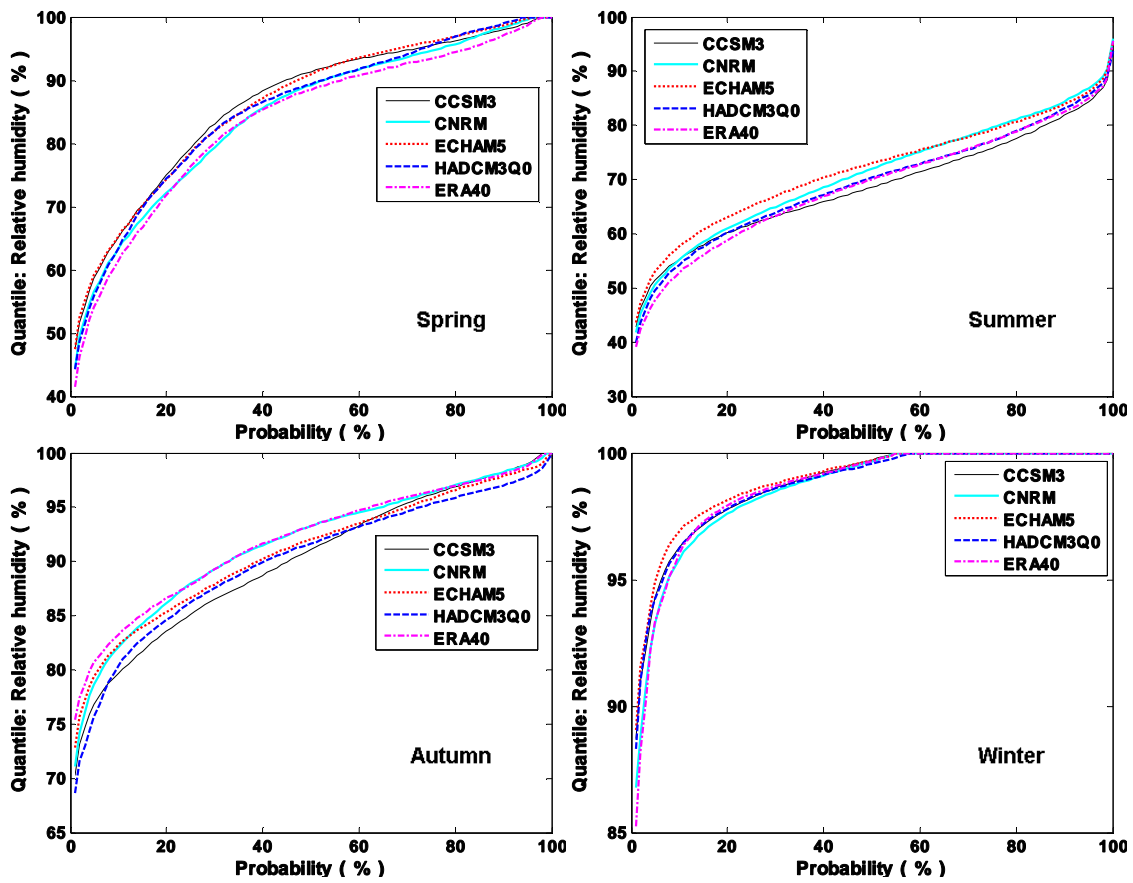 Quantile: Relative humidity ( % )
100
90
80
70
60
50
40
0
20
40
60
80
100
Probability ( % )
CCSM3
CNRM
ECHAM5
HADCM3Q0
ERA40
Spring
Quantile: Relative humidity ( % )
100
90
80
70
60
50
40
30
0
20
40
60
80
100
Probability ( % )
CCSM3
CNRM
ECHAM5
HADCM3Q0
ERA40
Summer
Quantile: Relative humidity ( % )
100
95
90
85
80
75
70
65
0
20
40
60
80
100
Probability ( % )
CCSM3
CNRM
ECHAM5
HADCM3Q0
ERA40
Autumn
Quantile: Relative humidity ( % )
100
95
90
85
0
20
40
60
80
100
Probability ( % )
CCSM3
CNRM
ECHAM5
HADCM3Q0
ERA40
Winter